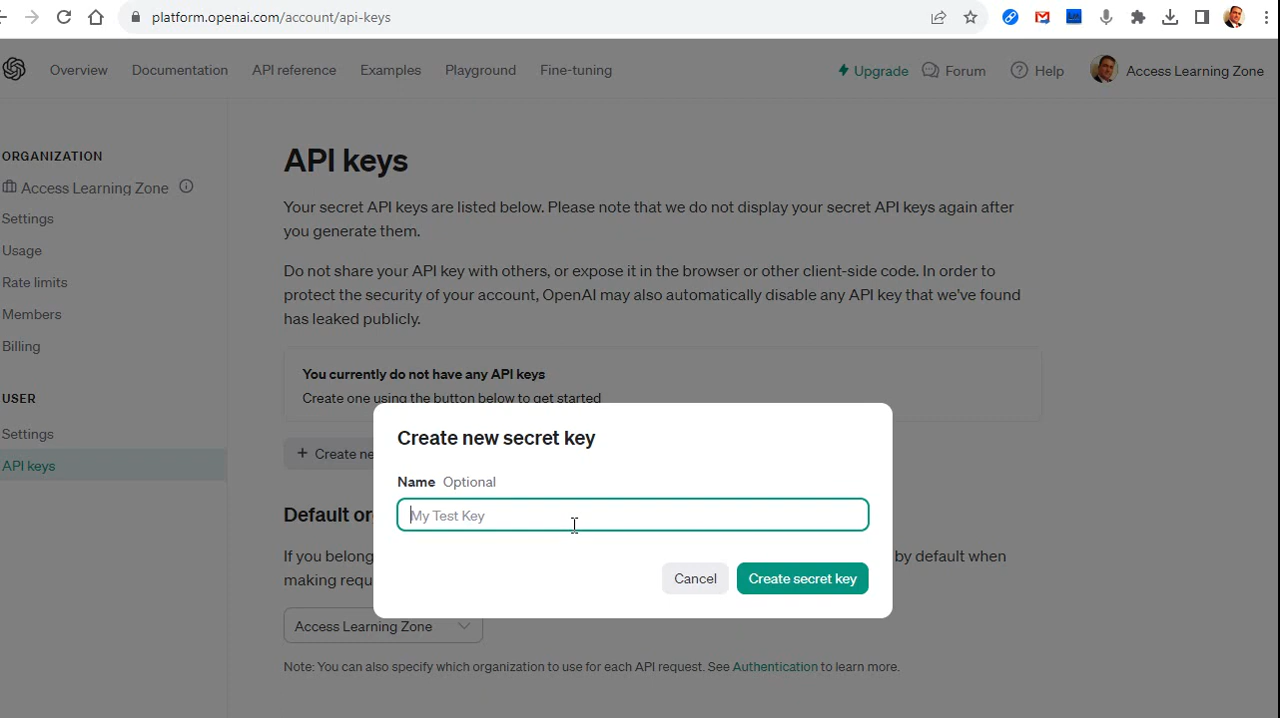 platform.openai.com/account/api-keys
Overview
Documentation
API reference
Examples
Playground
Fine-tuning
Upgrade
Forum
Help
Access Learning Zone
ORGANIZATION
Access Learning Zone
Settings
Usage
Rate limits
Members
Billing
USER
Settings
API keys
API keys
Your secret API keys are listed below. Please note that we do not display your secret API keys again after
you generate them.
Do not share your API key with others, or expose it in the browser or other client-side code. In order to
protect the security of your account, OpenAI may also automatically disable any API key that we've found
has leaked publicly.
You currently do not have any API keys
Create one using the button below to get started
+ Create ne
Create new secret key
Name Optional
My Test Key
Cancel
Create secret key
Default or
If you belong by default when
making requ
Access Learning Zone
Note: You can also specify which organization to use for each API request. See Authentication to learn more.